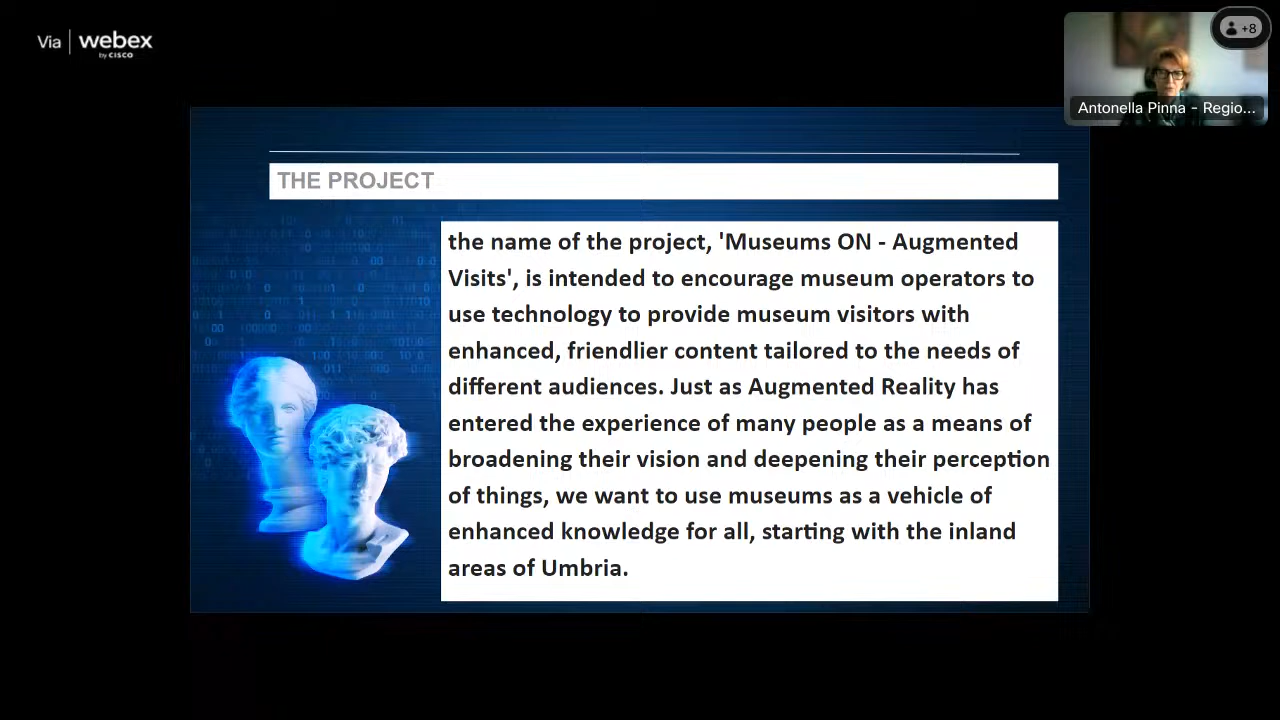 Via webex
by CISCO
+8
Antonella Pinna - Regio...
THE PROJECT
the name of the project, 'Museums ON - Augmented
Visits', is intended to encourage museum operators to
use technology to provide museum visitors with
enhanced, friendlier content tailored to the needs of
different audiences. Just as Augmented Reality has
entered the experience of many people as a means of
broadening their vision and deepening their perception
of things, we want to use museums as a vehicle of
enhanced knowledge for all, starting with the inland
areas of Umbria.